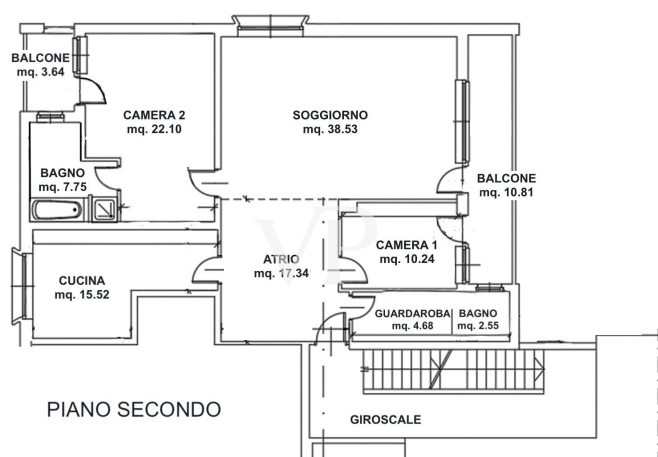 BALCONE
mq. 3.64
CAMERA 2
mq. 22.10
SOGGIORNO
mq. 38.53
BAGNO
mq. 7.75
BALCONE
mq. 10.81
CAMERA 1
mq. 10.24
ATRIO
mq. 17.34
CUCINA
mq. 15.52
GUARDAROBA
mq. 4.68
BAGNO
mq. 2.55
PIANO SECONDO
GIROSCALE
VP